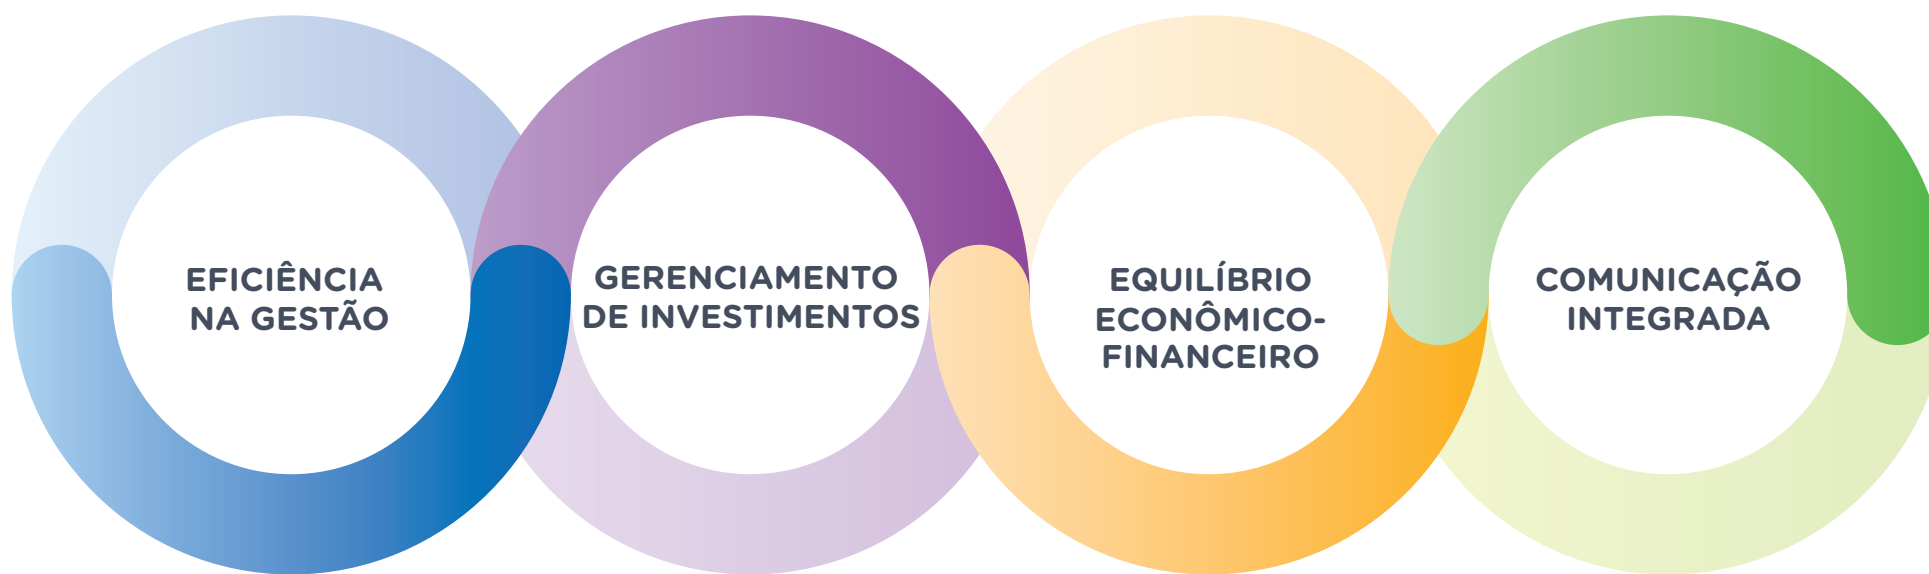 EFICIÊNCIA
NA GESTÃO
GERENCIAMENTO
DE INVESTIMENTOS
EQUILÍBRIO
ECONÔMICO-
FINANCEIRO
COMUNICAÇÃO
INTEGRADA